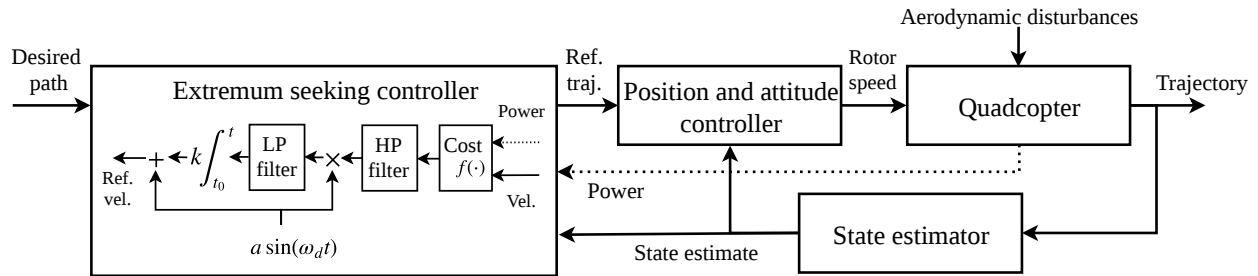 Aerodynamic disturbances
Desired
path
Extremum seeking controller
Ref.
traj.
Position and attitude
controller
Rotor
speed
Quadcopter
Trajectory
Power
Cost
f(·)
HP
filter
×
LP
filter
k∫ₜ₀ᵗ
+
Ref.
vel.
Vel.
a sin(ω_d t)
Power
State estimate
State estimator